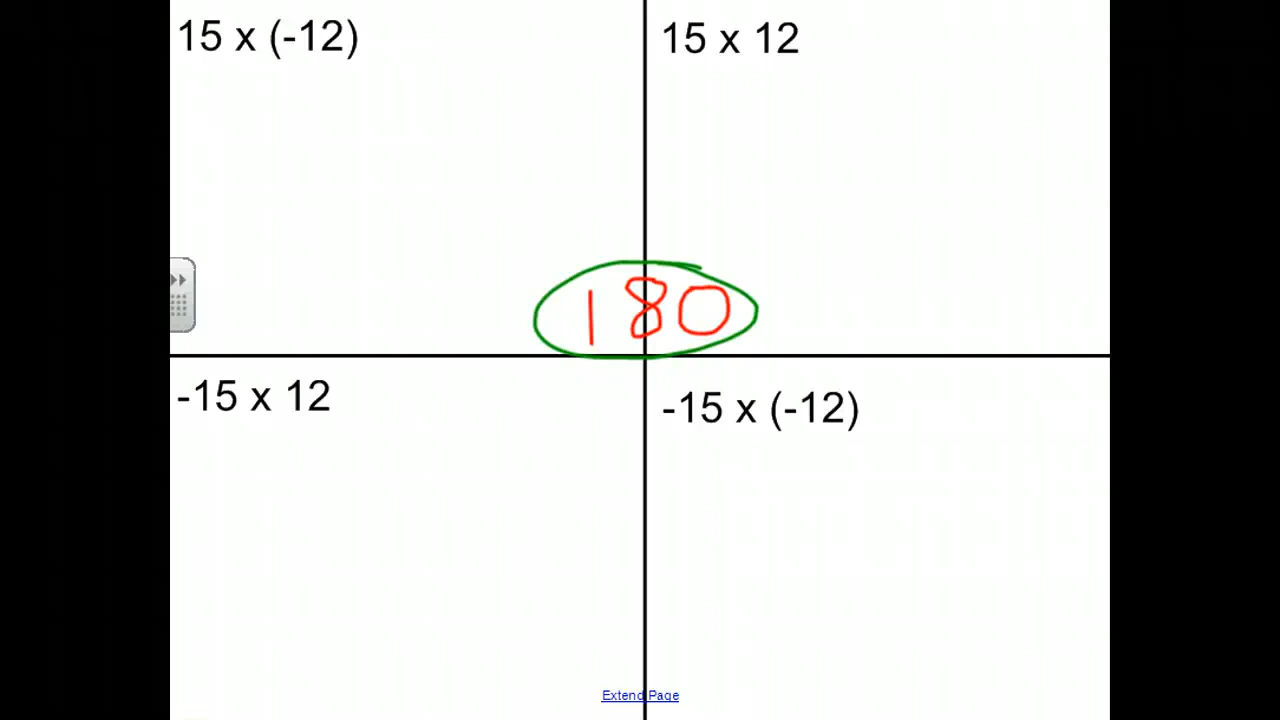 15 x (-12)
15 x 12
180
-15 x 12
-15 x (-12)
Extend Page